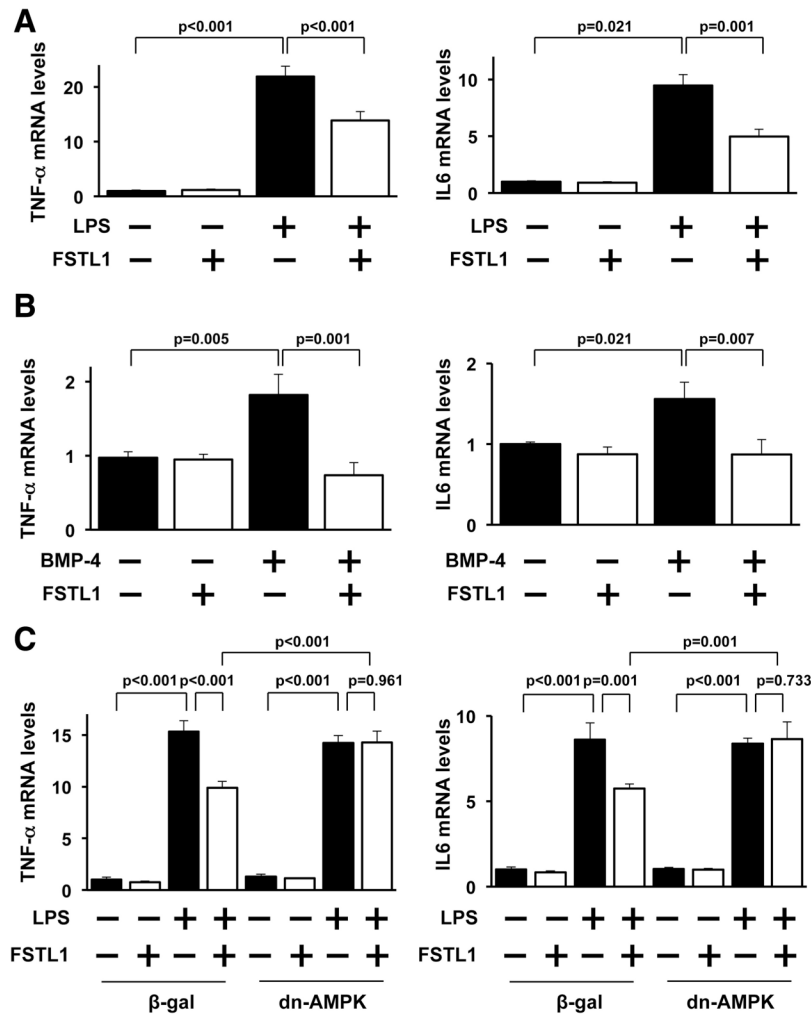 A
p<0.001 p<0.001
TNF-α mRNA levels
20
10
0
LPS − − + +
FSTL1 − + − +
p=0.021 p=0.001
IL6 mRNA levels
10
5
0
LPS − − + +
FSTL1 − + − +
B
p=0.005 p=0.001
TNF-α mRNA levels
2
1
0
BMP-4 − − + +
FSTL1 − + − +
p=0.021 p=0.007
IL6 mRNA levels
2
1
0
BMP-4 − − + +
FSTL1 − + − +
C
p<0.001
p<0.001 p<0.001 p<0.001 p=0.961
TNF-α mRNA levels
15
10
5
0
LPS − − + + − − + +
FSTL1 − + − + − + − +
β-gal dn-AMPK
p=0.001
p<0.001 p=0.001 p<0.001 p=0.733
IL6 mRNA levels
10
5
0
LPS − − + + − − + +
FSTL1 − + − + − + − +
β-gal dn-AMPK